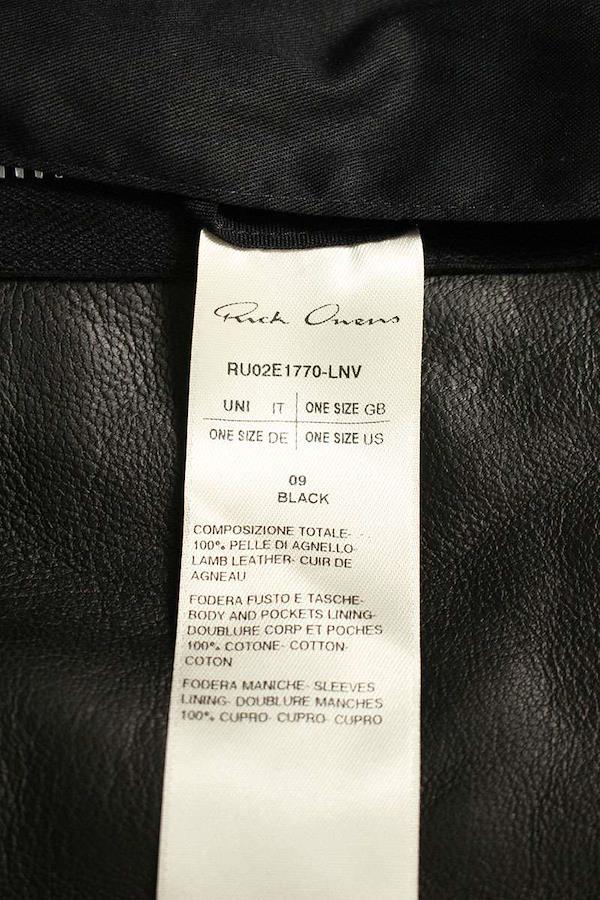 Rick Owens
RU02E1770-LNV
UNI IT ONE SIZE GB
ONE SIZE DE ONE SIZE US
09
BLACK
COMPOSIZIONE TOTALE-
100% PELLE DI AGNELLO-
LAMB LEATHER- CUIR DE
AGNEAU
FODERA FUSTO E TASCHE-
BODY AND POCKETS LINING-
DOUBLURE CORP ET POCHES
100% COTONE- COTTON-
COTON
FODERA MANICHE- SLEEVES
LINING- DOUBLURE MANCHES
100% CUPRO- CUPRO- CUPRO